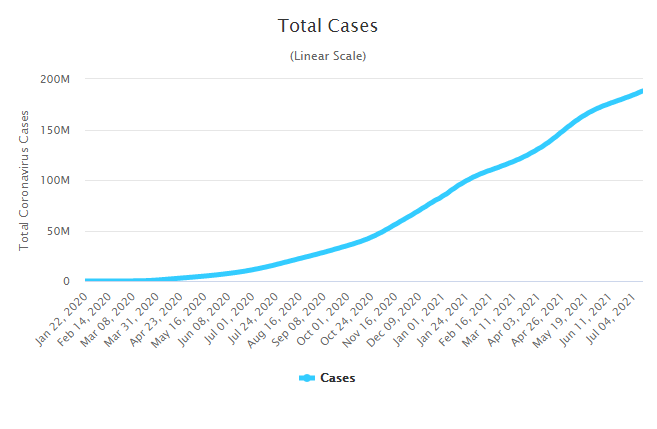 Total Cases
(Linear Scale)
Total Coronavirus Cases
200M
150M
100M
50M
0
Jan 22, 2020
Feb 14, 2020
Mar 08, 2020
Mar 31, 2020
Apr 23, 2020
May 16, 2020
Jun 08, 2020
Jul 01, 2020
Jul 24, 2020
Aug 16, 2020
Sep 08, 2020
Oct 01, 2020
Oct 24, 2020
Nov 16, 2020
Dec 09, 2020
Jan 01, 2021
Jan 24, 2021
Feb 16, 2021
Mar 11, 2021
Apr 03, 2021
Apr 26, 2021
May 19, 2021
Jun 11, 2021
Jul 04, 2021
Cases